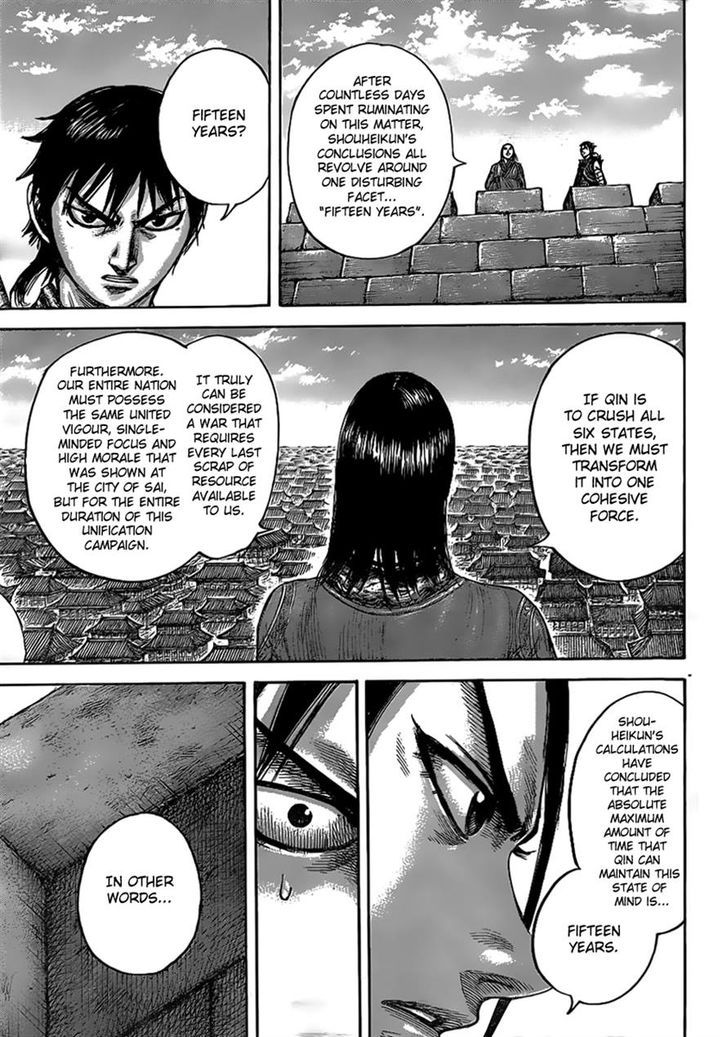 AFTER
COUNTLESS DAYS
SPENT RUMINATING
ON THIS MATTER,
SHOUHEIKUN'S
CONCLUSIONS ALL
REVOLVE AROUND
ONE DISTURBING
FACET...
"FIFTEEN YEARS".
FIFTEEN
YEARS?
IF QIN IS
TO CRUSH ALL
SIX STATES,
THEN WE MUST
TRANSFORM
IT INTO ONE
COHESIVE
FORCE.
IT TRULY
CAN BE
CONSIDERED
A WAR THAT
REQUIRES
EVERY LAST
SCRAP OF
RESOURCE
AVAILABLE
TO US.
FURTHERMORE.
OUR ENTIRE NATION
MUST POSSESS
THE SAME UNITED
VIGOUR, SINGLE-
MINDED FOCUS AND
HIGH MORALE THAT
WAS SHOWN AT
THE CITY OF SAI,
BUT FOR THE ENTIRE
DURATION OF THIS
UNIFICATION
CAMPAIGN.
SHOU-
HEIKUN'S
CALCULATIONS
HAVE
CONCLUDED
THAT THE
ABSOLUTE
MAXIMUM
AMOUNT OF
TIME THAT
QIN CAN
MAINTAIN THIS
STATE OF
MIND IS...
FIFTEEN
YEARS.
IN OTHER
WORDS...